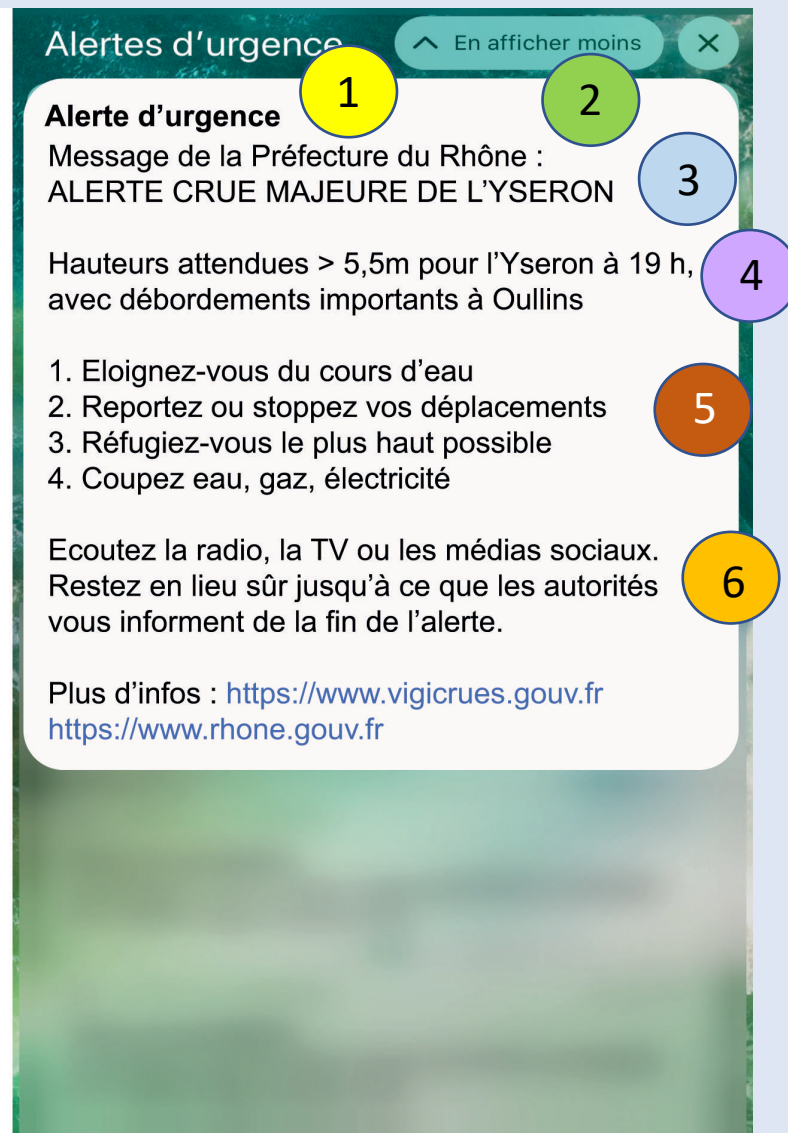 Alertes d’urgence
En afficher moins
1
2
Alerte d’urgence
Message de la Préfecture du Rhône :
ALERTE CRUE MAJEURE DE L’YSERON
3
Hauteurs attendues > 5,5m pour l’Yseron à 19 h,
avec débordements importants à Oullins
4
1. Eloignez-vous du cours d’eau
2. Reportez ou stoppez vos déplacements
3. Réfugiez-vous le plus haut possible
4. Coupez eau, gaz, électricité
5
Ecoutez la radio, la TV ou les médias sociaux.
Restez en lieu sûr jusqu’à ce que les autorités
vous informent de la fin de l’alerte.
6
Plus d’infos : https://www.vigicrues.gouv.fr
https://www.rhone.gouv.fr